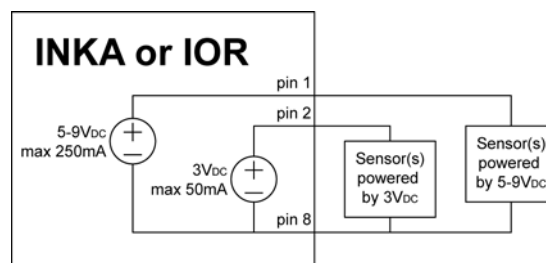 INKA or IOR
pin 1
5-9VDC
max 250mA
pin 2
3VDC
max 50mA
Sensor(s)
powered
by 3VDC
Sensor(s)
powered
by 5-9VDC
pin 8